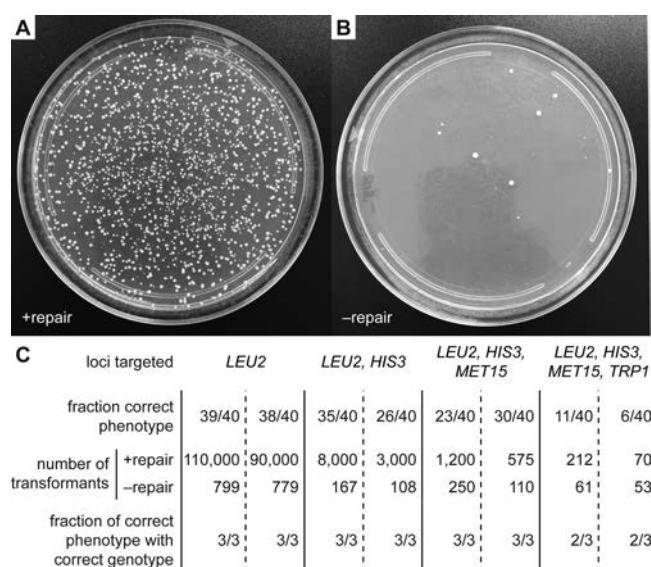 A
B
+repair
–repair
C
loci targeted LEU2 LEU2, HIS3 LEU2, HIS3, MET15 LEU2, HIS3, MET15, TRP1
fraction correct phenotype 39/40 38/40 35/40 26/40 23/40 30/40 11/40 6/40
number of transformants +repair 110,000 90,000 8,000 3,000 1,200 575 212 70
–repair 799 779 167 108 250 110 61 53
fraction of correct phenotype with correct genotype 3/3 3/3 3/3 3/3 3/3 3/3 2/3 2/3